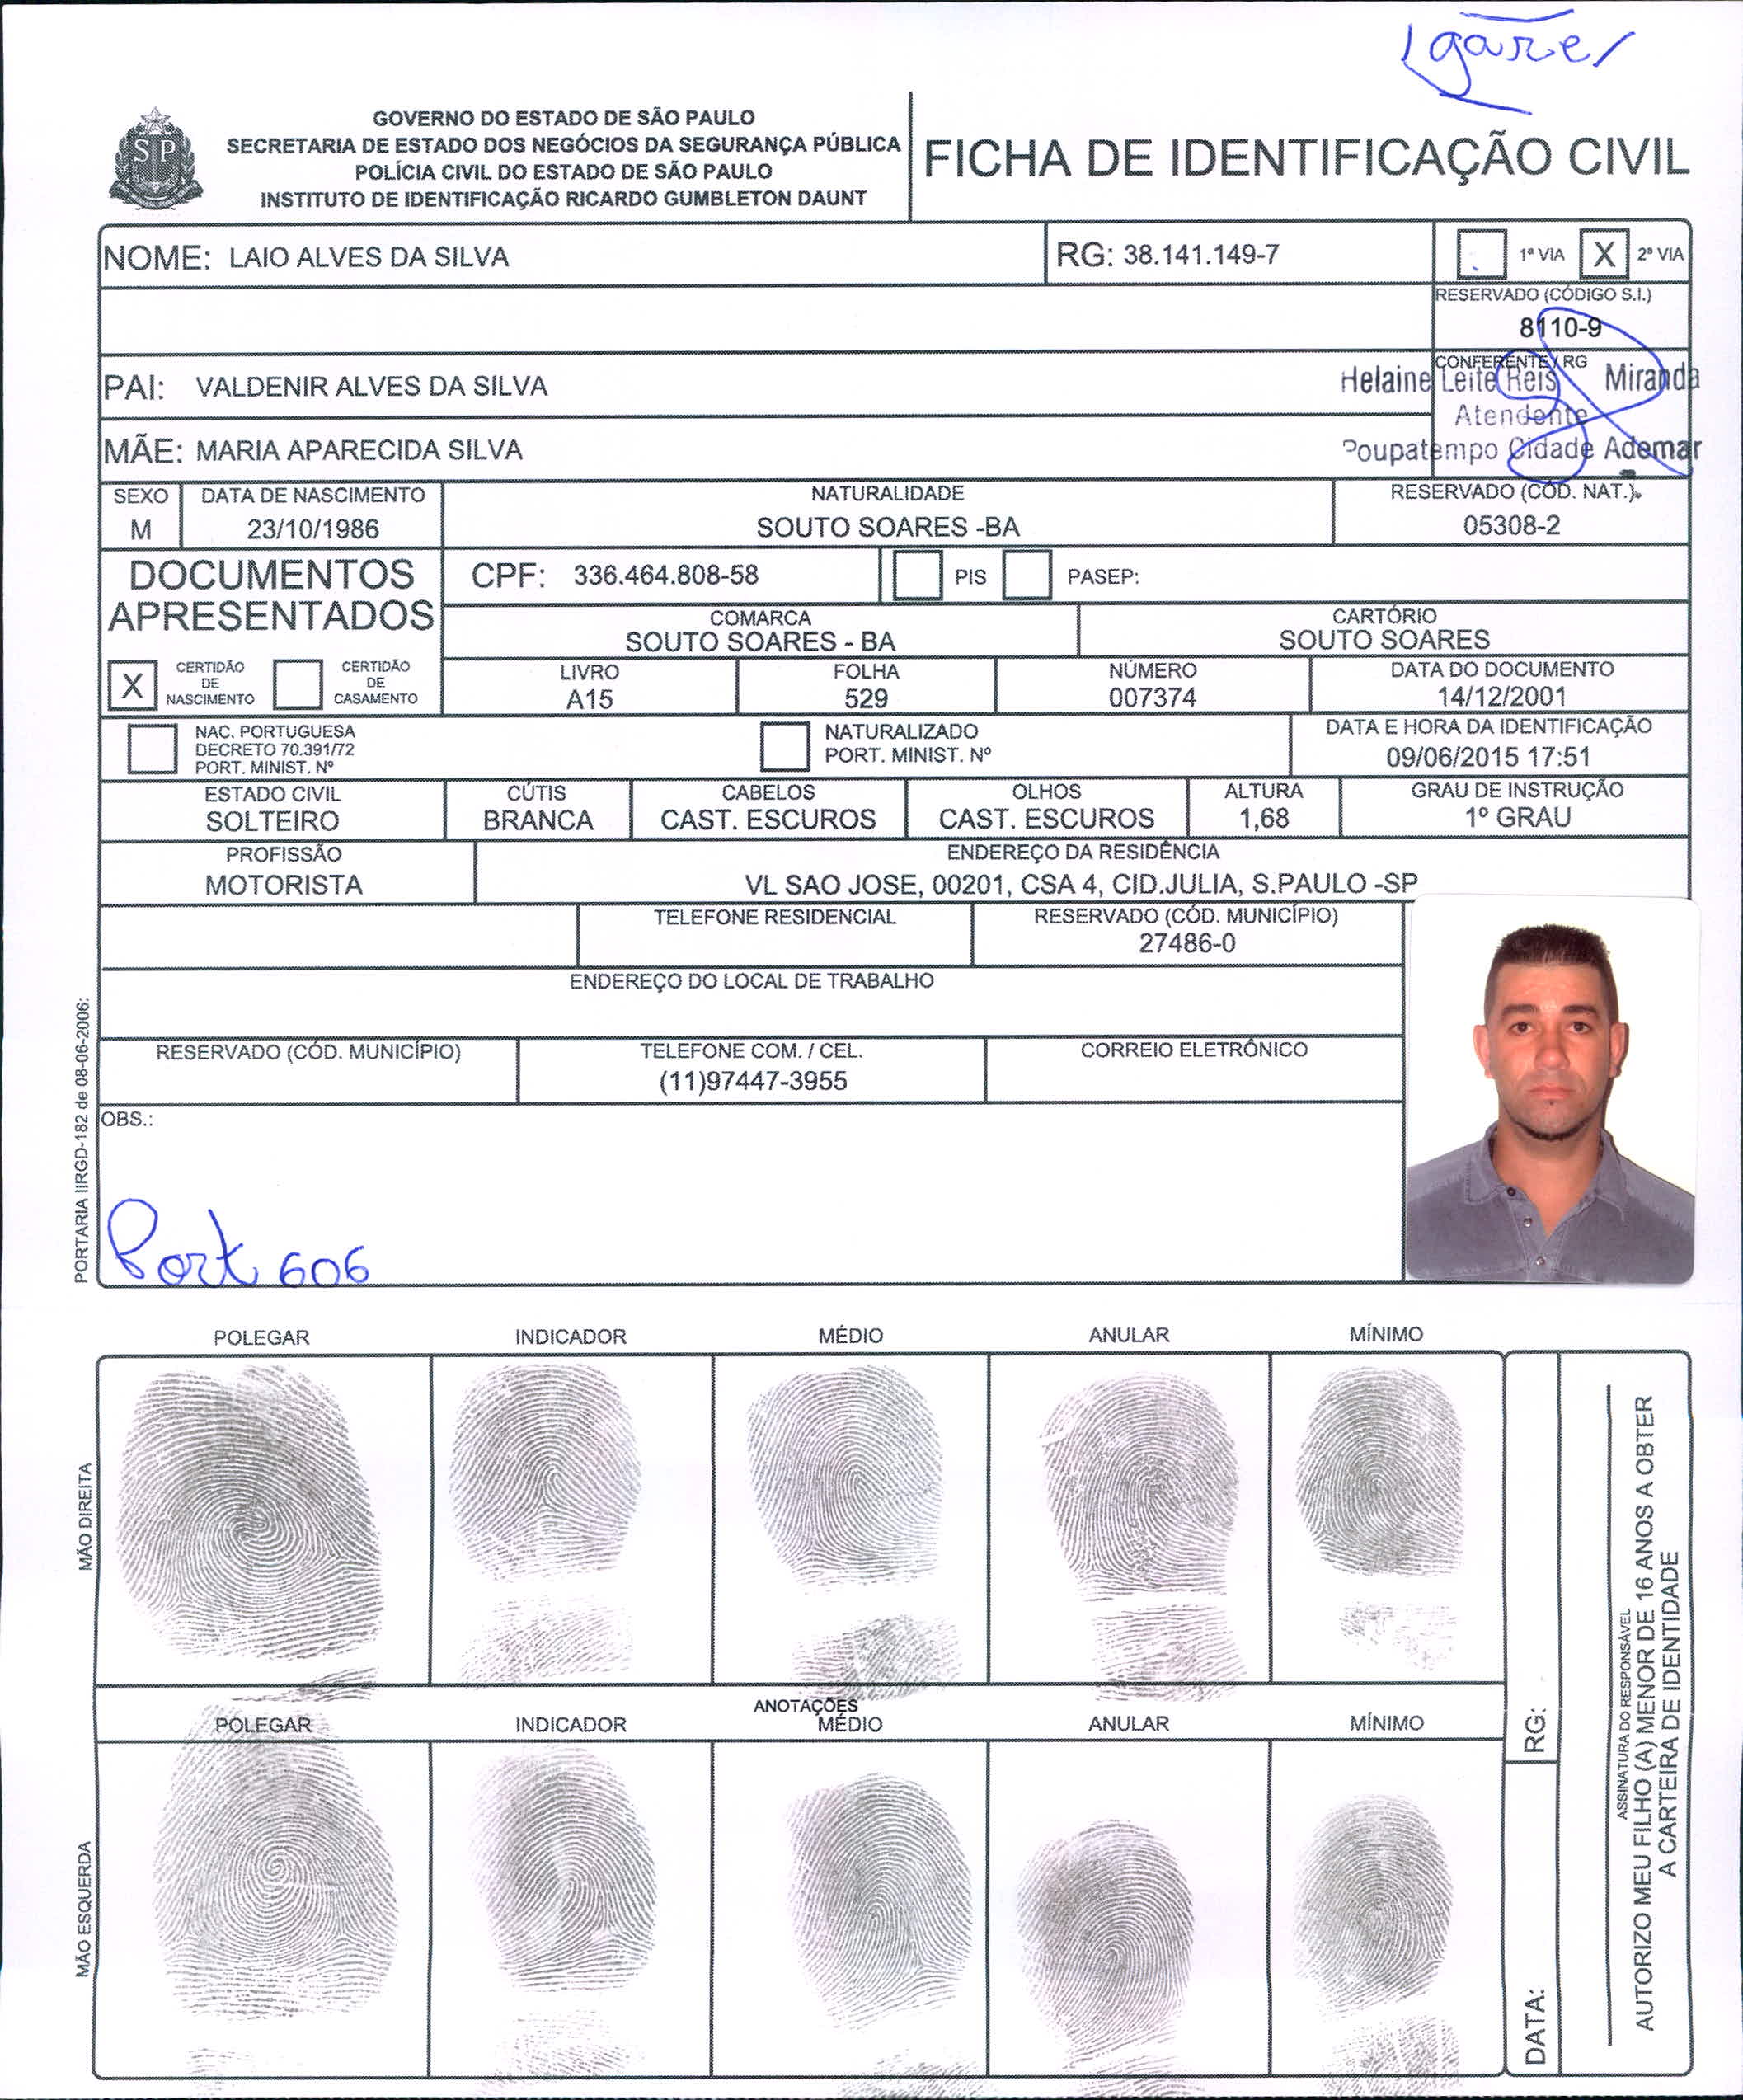 Igarer
GOVERNO DO ESTADO DE SÃO PAULO
SECRETARIA DE ESTADO DOS NEGÓCIOS DA SEGURANÇA PÚBLICA
POLÍCIA CIVIL DO ESTADO DE SÃO PAULO
INSTITUTO DE IDENTIFICAÇÃO RICARDO GUMBLETON DAUNT
SP
FICHA DE IDENTIFICAÇÃO CIVIL
NOME: LAIO ALVES DA SILVA
RG: 38.141.149-7
1ª VIA X 2ª VIA
RESERVADO (CÓDIGO S.I.)
8110-9
PAI: VALDENIR ALVES DA SILVA
CONFERENTE / RG
Helaine Leite Reis Miranda
Atendente
Poupatempo Cidade Ademar
MÃE: MARIA APARECIDA SILVA
SEXO
M
DATA DE NASCIMENTO
23/10/1986
NATURALIDADE
SOUTO SOARES -BA
RESERVADO (CÓD. NAT.)
05308-2
DOCUMENTOS
APRESENTADOS
CPF: 336.464.808-58
PIS
PASEP:
COMARCA
SOUTO SOARES - BA
CARTÓRIO
SOUTO SOARES
X CERTIDÃO
DE
NASCIMENTO
CERTIDÃO
DE
CASAMENTO
LIVRO
A15
FOLHA
529
NÚMERO
007374
DATA DO DOCUMENTO
14/12/2001
NAC. PORTUGUESA
DECRETO 70.391/72
PORT. MINIST. Nº
NATURALIZADO
PORT. MINIST. Nº
DATA E HORA DA IDENTIFICAÇÃO
09/06/2015 17:51
ESTADO CIVIL
SOLTEIRO
CÚTIS
BRANCA
CABELOS
CAST. ESCUROS
OLHOS
CAST. ESCUROS
ALTURA
1,68
GRAU DE INSTRUÇÃO
1º GRAU
PROFISSÃO
MOTORISTA
ENDEREÇO DA RESIDÊNCIA
VL SAO JOSE, 00201, CSA 4, CID.JULIA, S.PAULO -SP
TELEFONE RESIDENCIAL
RESERVADO (CÓD. MUNICÍPIO)
27486-0
ENDEREÇO DO LOCAL DE TRABALHO
RESERVADO (CÓD. MUNICÍPIO)
TELEFONE COM. / CEL.
(11)97447-3955
CORREIO ELETRÔNICO
OBS.:
Port 606
PORTARIA IIRGD-182 de 08-06-2006:
POLEGAR INDICADOR MÉDIO ANULAR MÍNIMO
MÃO DIREITA
ANOTAÇÕES
POLEGAR INDICADOR MÉDIO ANULAR MÍNIMO
MÃO ESQUERDA
RG:
DATA:
ASSINATURA DO RESPONSÁVEL
AUTORIZO MEU FILHO (A) MENOR DE 16 ANOS A OBTER
A CARTEIRA DE IDENTIDADE